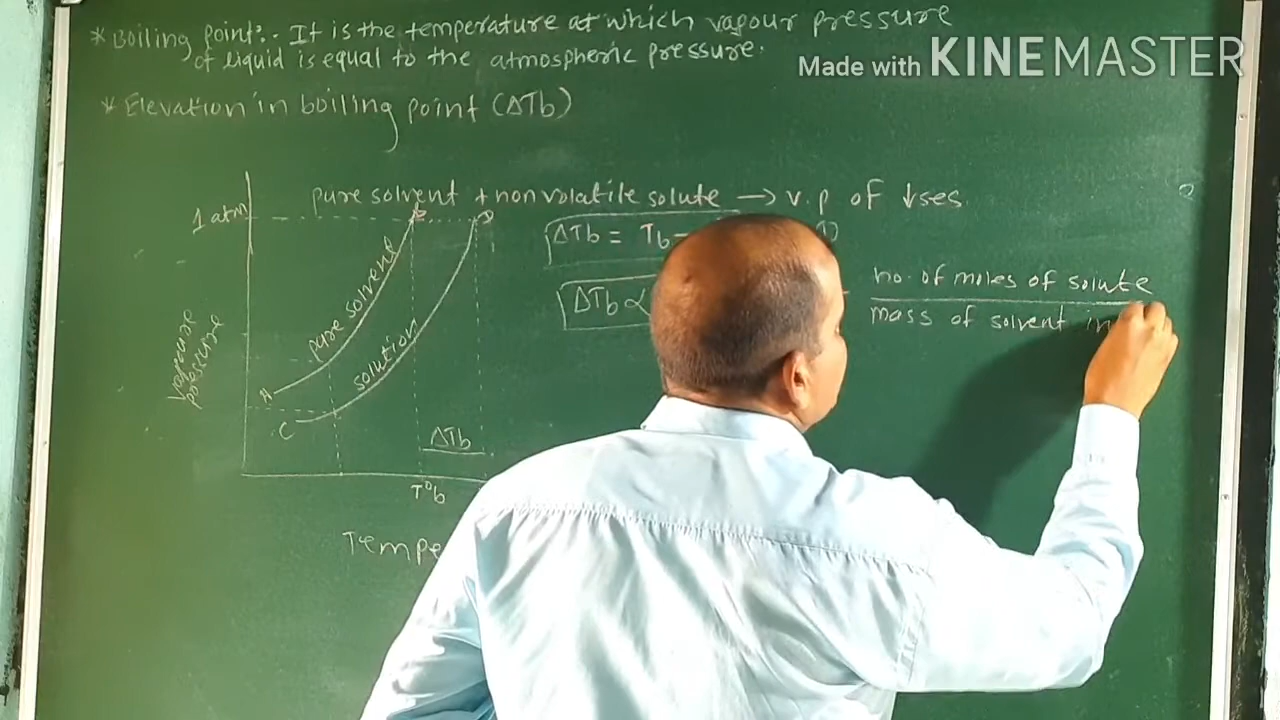 * Boiling point:- It is the temperature at which vapour pressure
of liquid is equal to the atmospheric pressure.
Made with KINEMASTER
* Elevation in boiling point (ΔTb)
pure solvent + nonvolatile solute → v.p of ↓ses.
1 atm
B
D
ΔTb = Tb -
1)
ΔTb ∝
no. of moles of solute
mass of solvent in
pure solvent
solution
vapour
pressure
A
C
ΔTb
T°b
Tempe